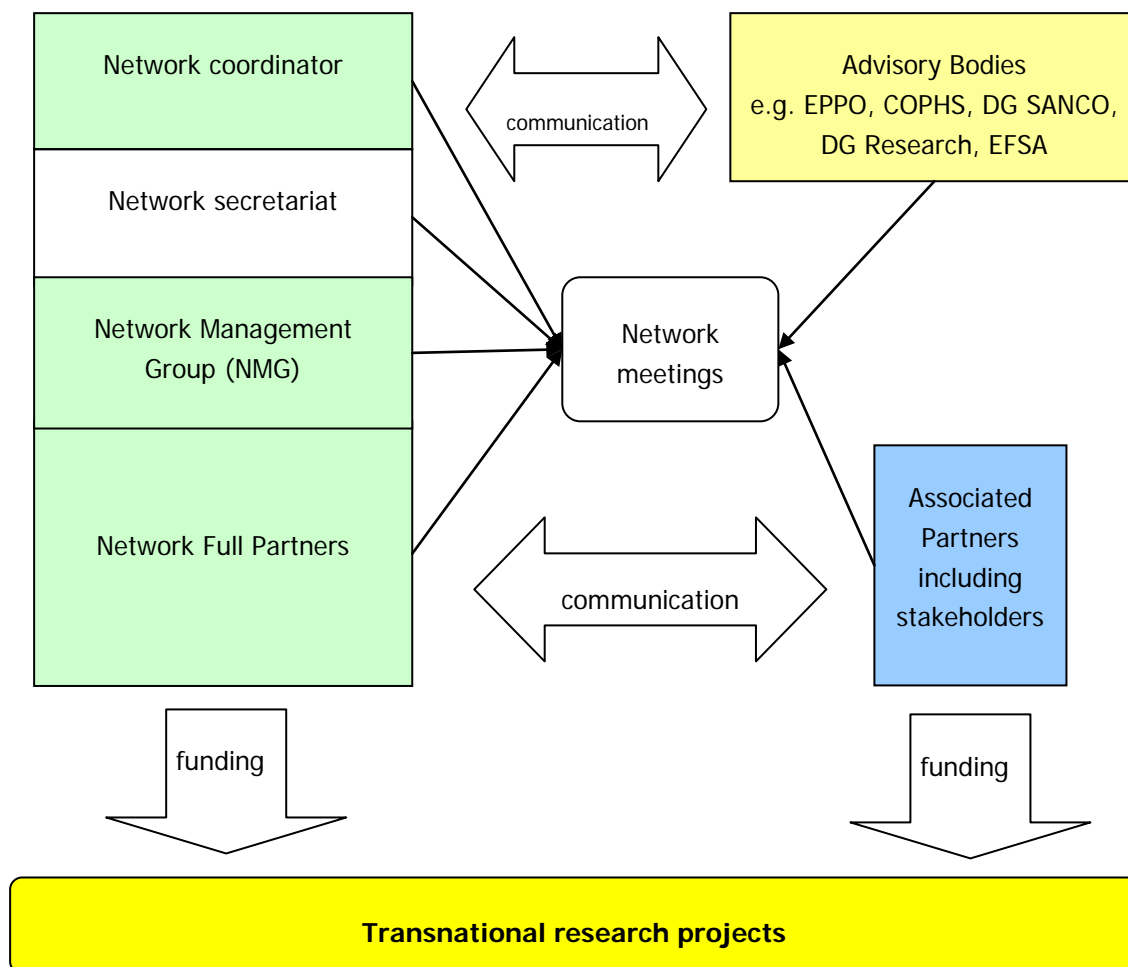 Network coordinator
communication
Advisory Bodies
e.g. EPPO, COPHS, DG SANCO,
DG Research, EFSA
Network secretariat
Network Management
Group (NMG)
Network
meetings
Network Full Partners
communication
Associated
Partners
including
stakeholders
funding
funding
Transnational research projects